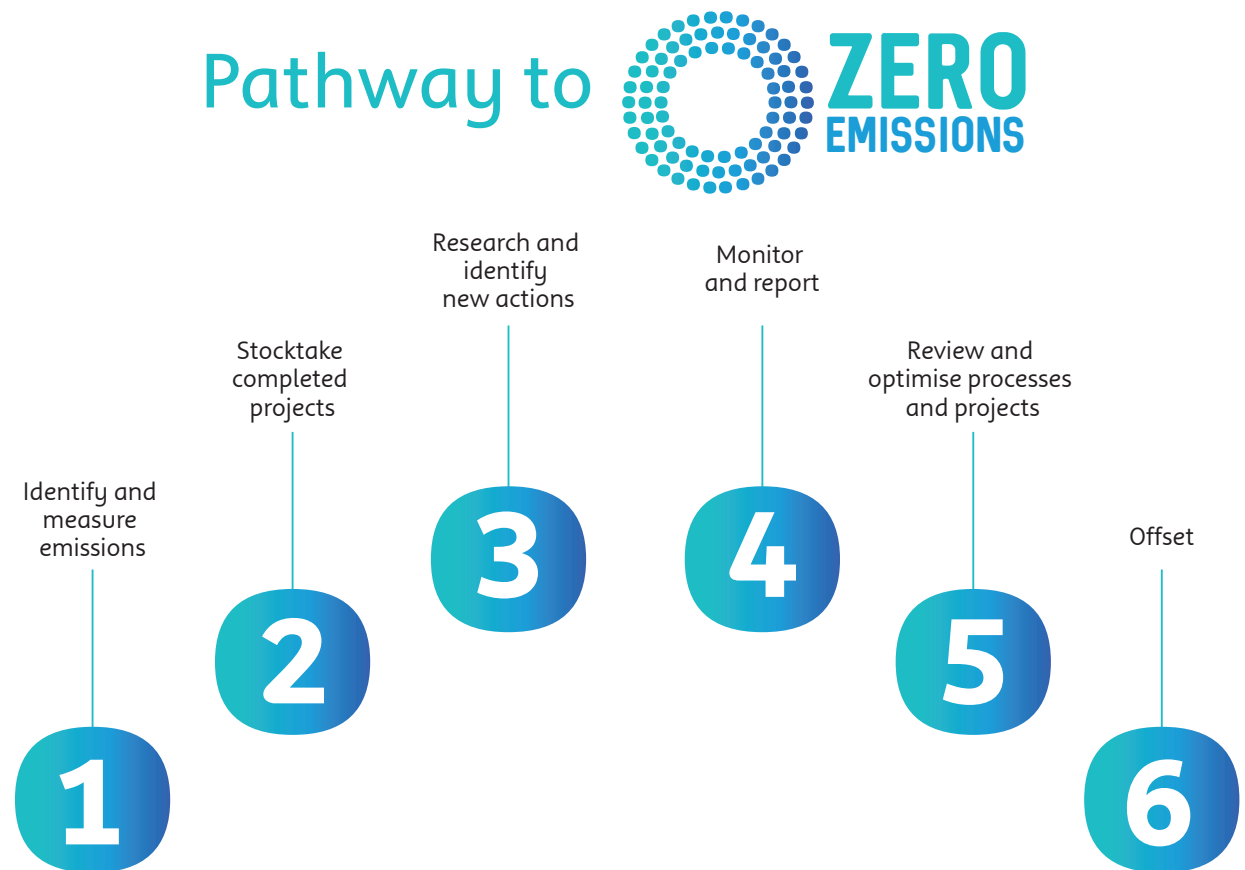 Pathway to
ZERO
EMISSIONS
Identify and
measure
emissions
1
Stocktake
completed
projects
2
Research and
identify
new actions
3
Monitor
and report
4
Review and
optimise processes
and projects
5
Offset
6